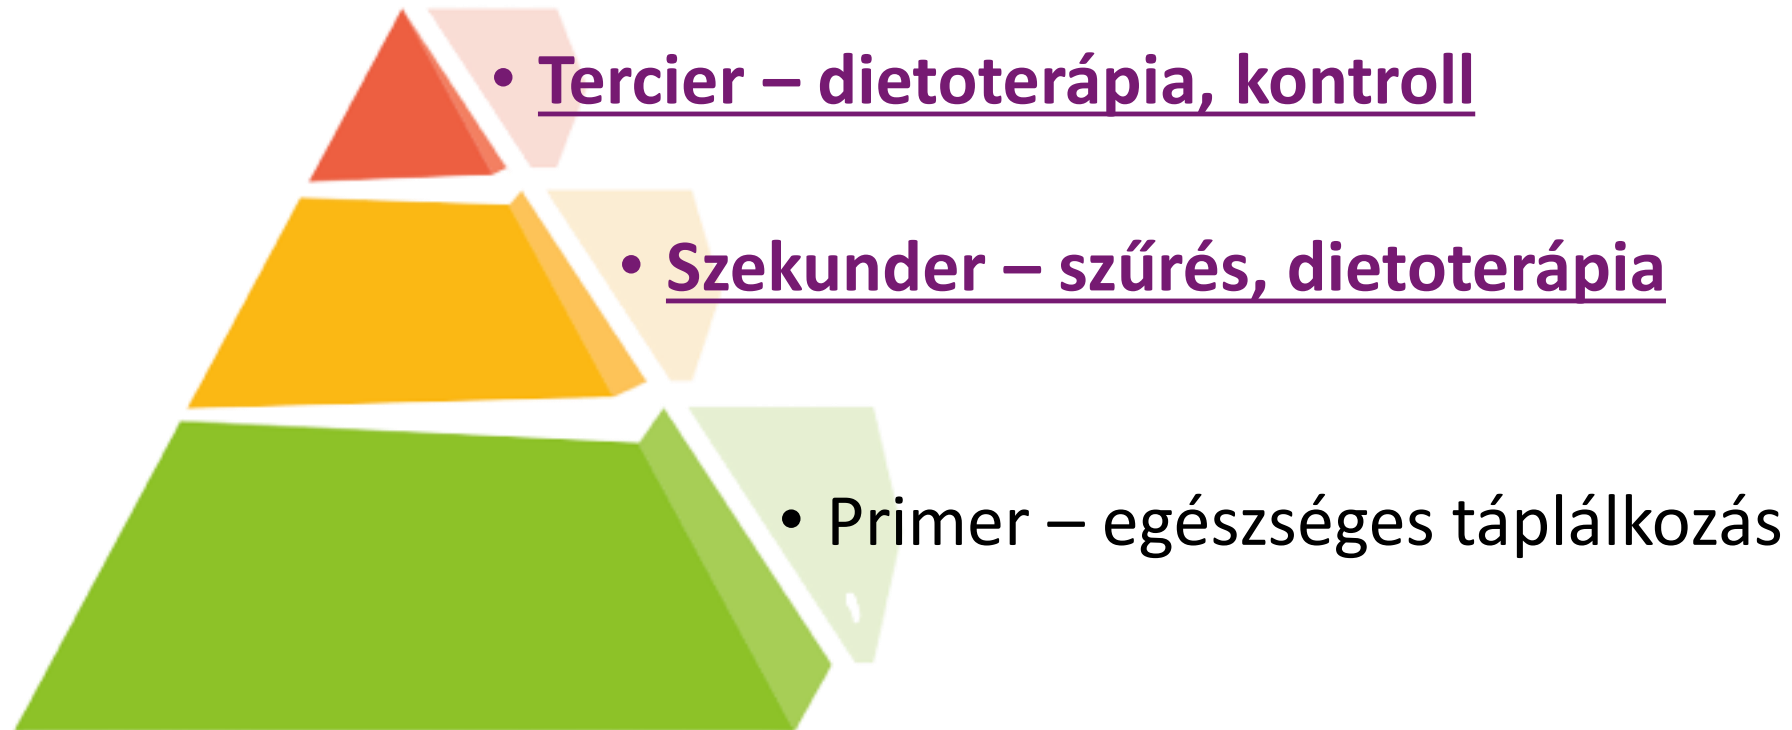 • Tercier – dietoterápia, kontroll
• Szekunder – szűrés, dietoterápia
• Primer – egészséges táplálkozás